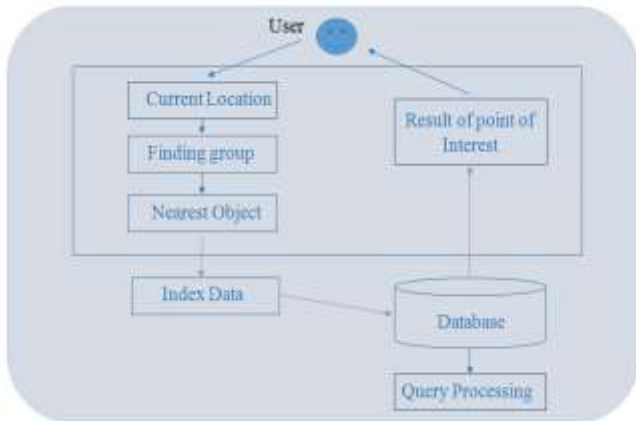 User
Current Location
Result of point of
Interest
Finding group
Nearest Object
Index Data
Database
Query Processing